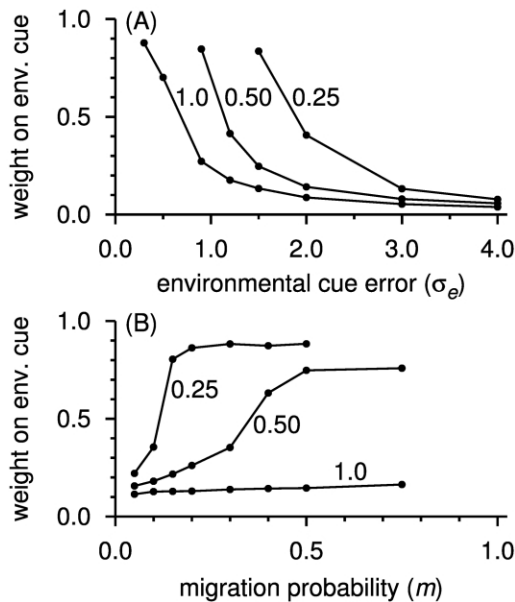 (A)
1.0
0.5
0.0
weight on env. cue
1.0
0.50
0.25
0.0 1.0 2.0 3.0 4.0
environmental cue error (σe)
(B)
1.0
0.5
0.0
weight on env. cue
0.25
0.50
1.0
0.0 0.5 1.0
migration probability (m)